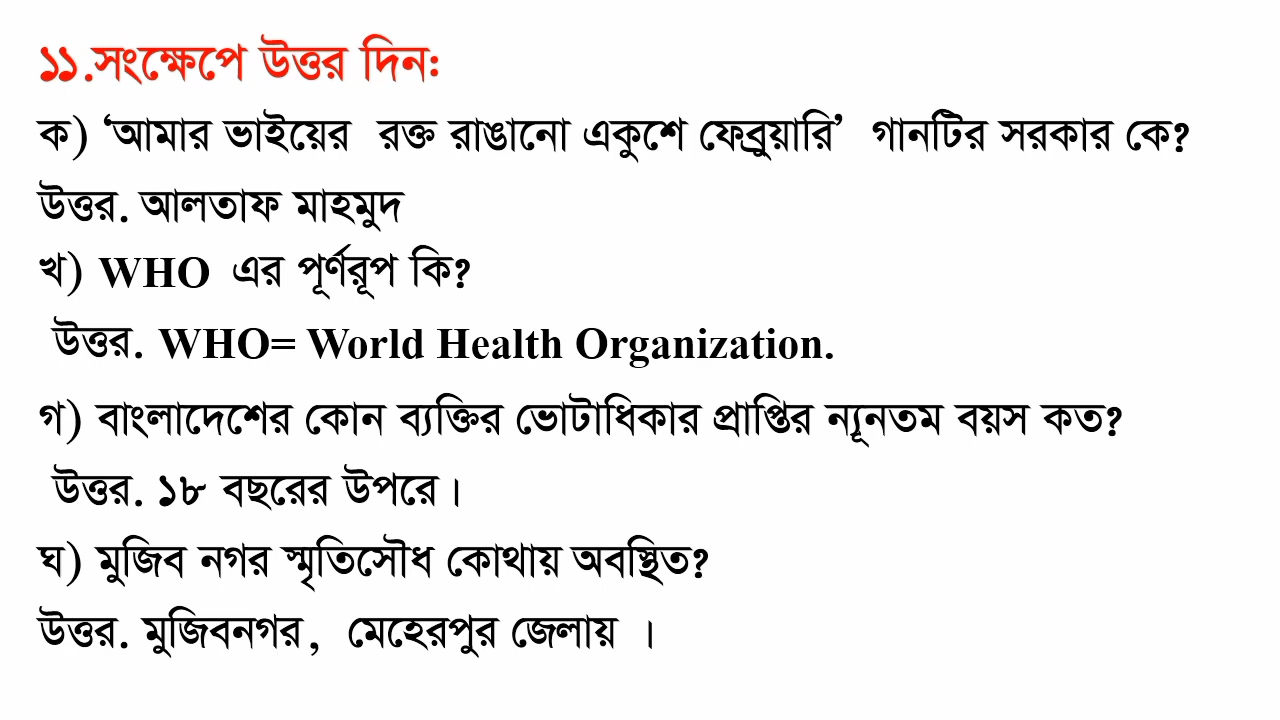 ১১.সংক্ষেপে উত্তর দিন:
ক) ‘আমার ভাইয়ের রক্ত রাঙানো একুশে ফেব্রুয়ারি’ গানটির সরকার কে?
উত্তর. আলতাফ মাহমুদ
খ) WHO এর পূর্ণরূপ কি?
উত্তর. WHO= World Health Organization.
গ) বাংলাদেশের কোন ব্যক্তির ভোটাধিকার প্রাপ্তির ন্যূনতম বয়স কত?
উত্তর. ১৮ বছরের উপরে।
ঘ) মুজিব নগর স্মৃতিসৌধ কোথায় অবস্থিত?
উত্তর. মুজিবনগর, মেহেরপুর জেলায় ।